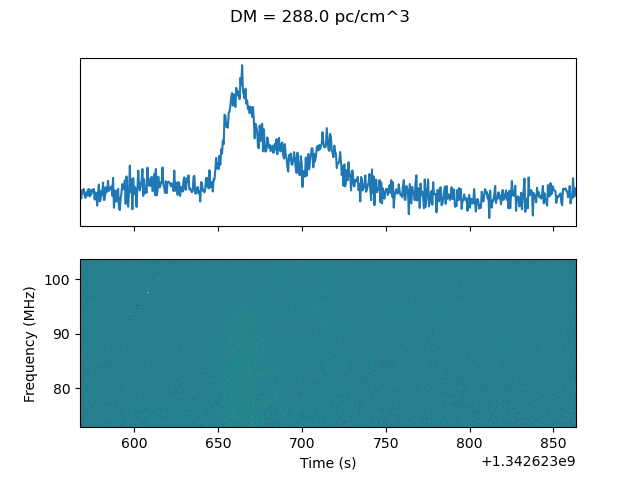 DM = 288.0 pc/cm^3
100
90
80
Frequency (MHz)
600 650 700 750 800 850
Time (s)
+1.342623e9